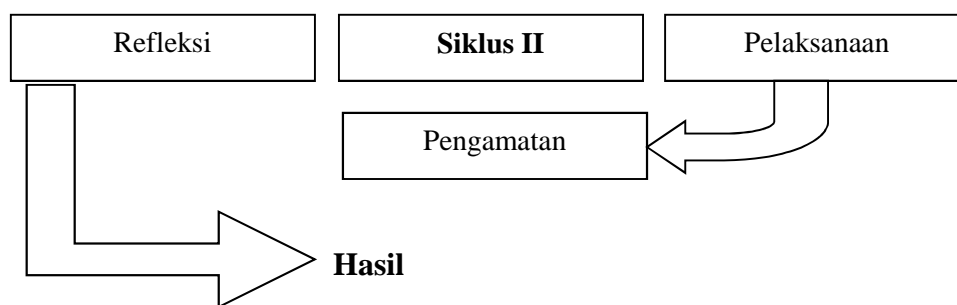 Refleksi
Siklus II
Pelaksanaan
Pengamatan
Hasil